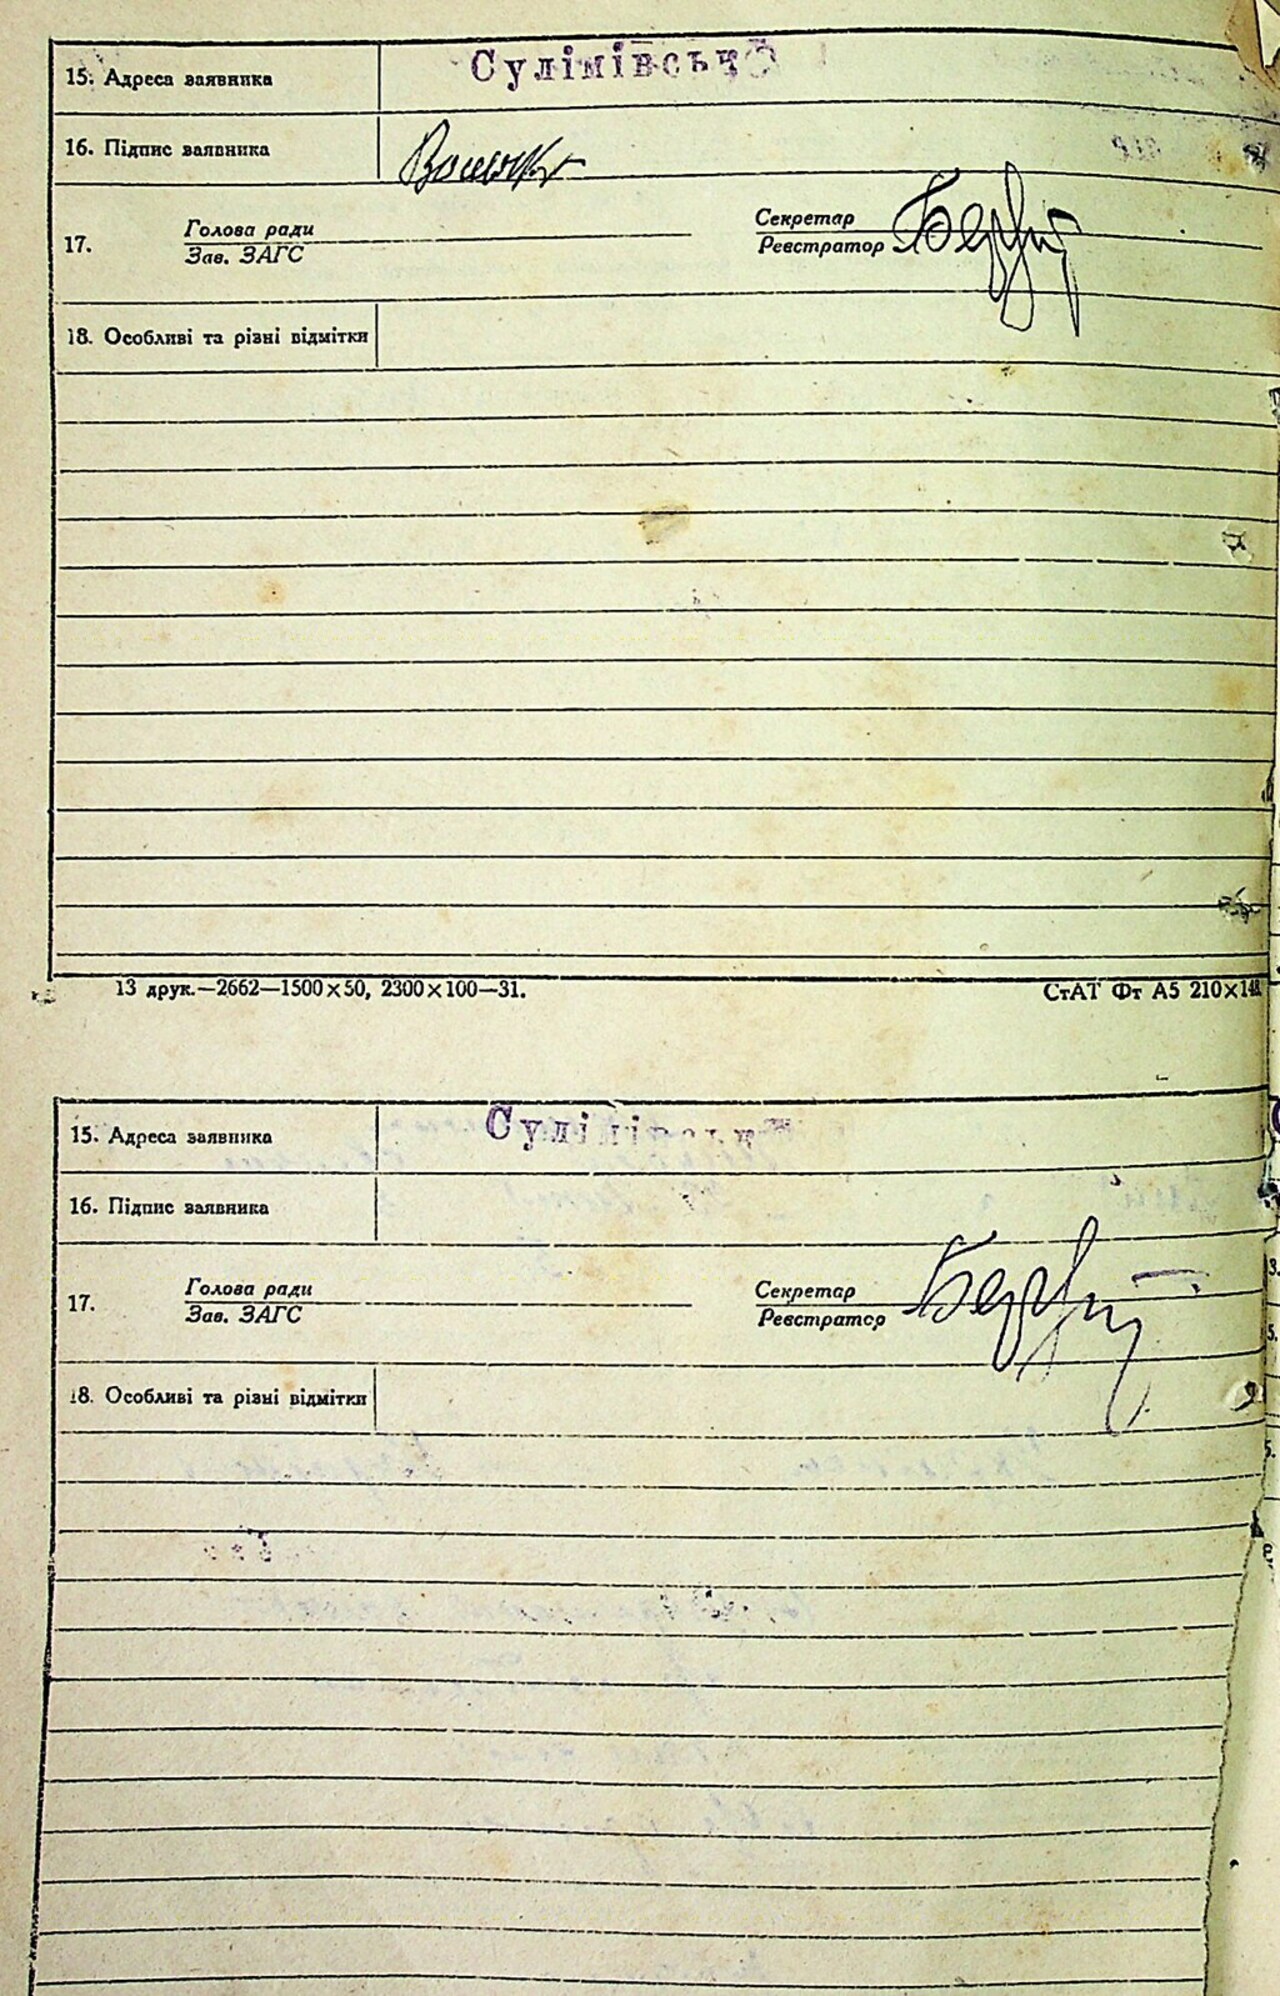 15. Адреса заявника Сулімівськ
16. Підпис заявника
17. Голова ради Секретар
Зав. ЗАГС Реєстратор
18. Особливі та різні відмітки
13 друк.—2662—1500×50, 2300×100—31. СтАТ Фт А5 210×148
15. Адреса заявника Сулімівськ
16. Підпис заявника
17. Голова ради Секретар
Зав. ЗАГС Реєстратор
18. Особливі та різні відмітки